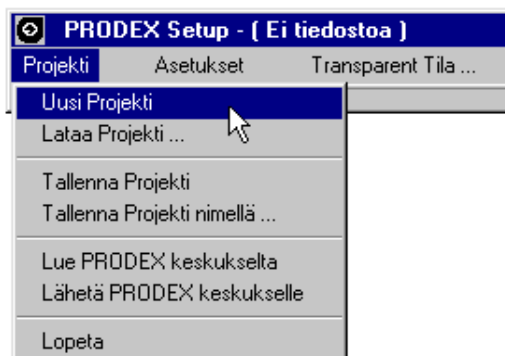 PRODEX Setup - ( Ei tiedostoa )
Projekti Asetukset Transparent Tila ...
Uusi Projekti
Lataa Projekti ...
Tallenna Projekti
Tallenna Projekti nimellä ...
Lue PRODEX keskukselta
Lähetä PRODEX keskukselle
Lopeta